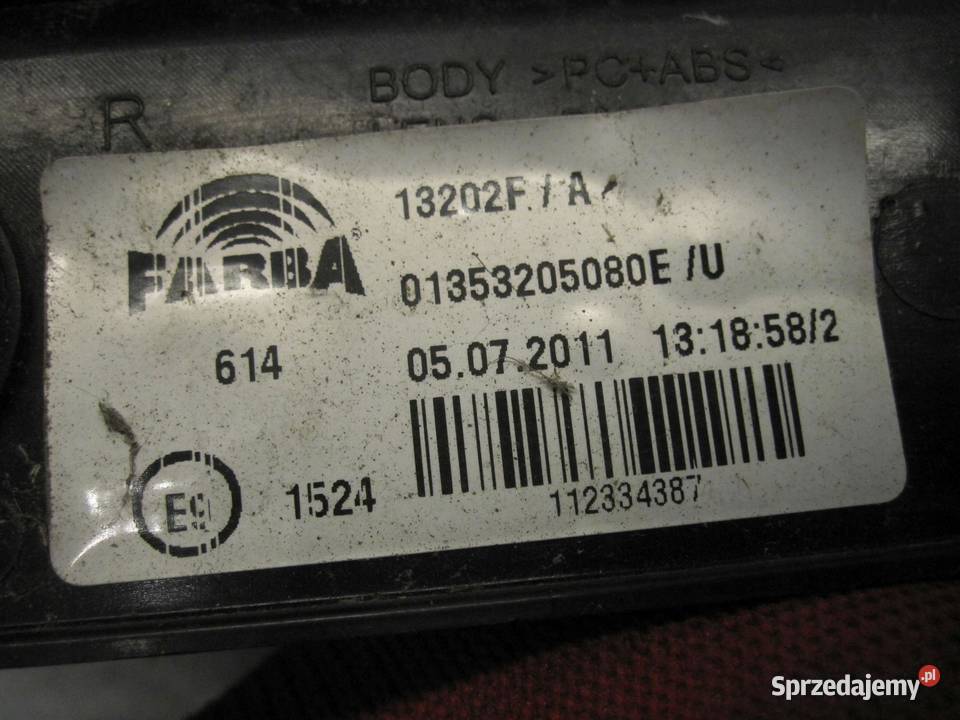 R
BODY >PC+ABS<
FARBA®
13202F / A
01353205080E /U
614
05.07.2011 13:18:58/2
E9
1524
112334387
Sprzedajemy.pl